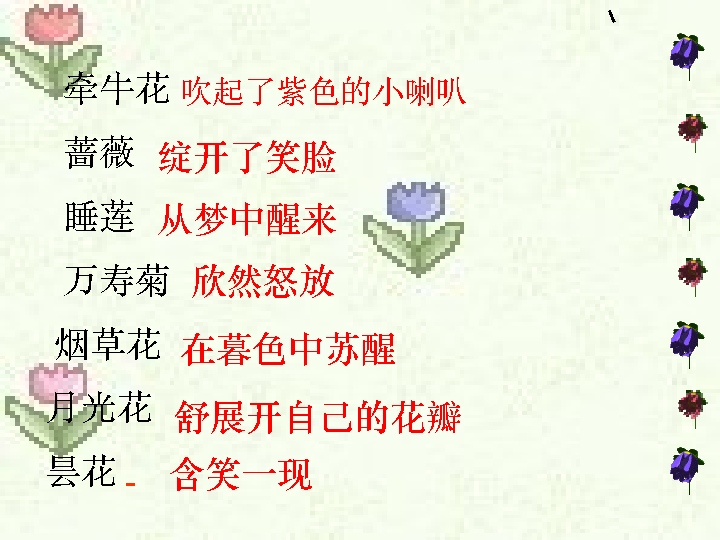 牵牛花 吹起了紫色的小喇叭
蔷薇 绽开了笑脸
睡莲 从梦中醒来
万寿菊 欣然怒放
烟草花 在暮色中苏醒
月光花 舒展开自己的花瓣
昙花 含笑一现